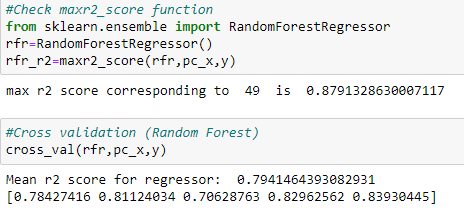 #Check maxr2_score function
from sklearn.ensemble import RandomForestRegressor
rfr=RandomForestRegressor()
rfr_r2=maxr2_score(rfr,pc_x,y)
max r2 score corresponding to  49  is  0.8791328630007117
#Cross validation (Random Forest)
cross_val(rfr,pc_x,y)
Mean r2 score for regressor:  0.7941464393082931
[0.78427416 0.81124034 0.70628763 0.82962562 0.83930445]